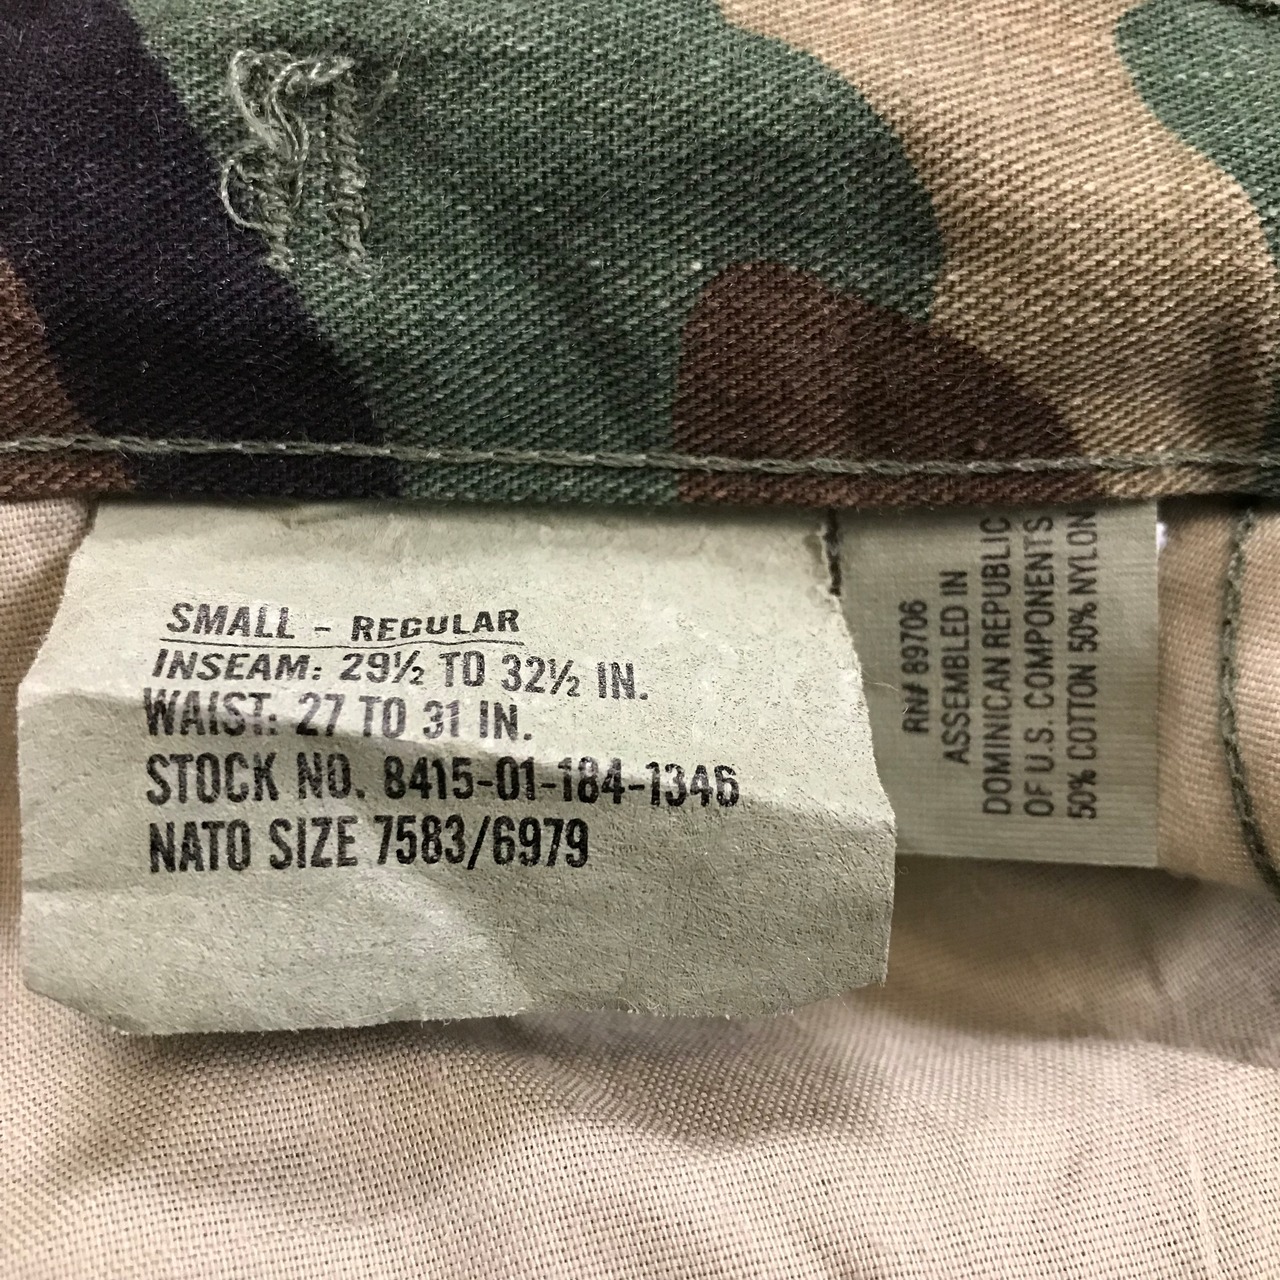 SMALL - REGULAR
INSEAM: 29½ TO 32½ IN.
WAIST: 27 TO 31 IN.
STOCK NO. 8415-01-184-1346
NATO SIZE 7583/6979
RN# 89706
ASSEMBLED IN
DOMINICAN REPUBLIC
OF U.S. COMPONENTS
50% COTTON 50% NYLON